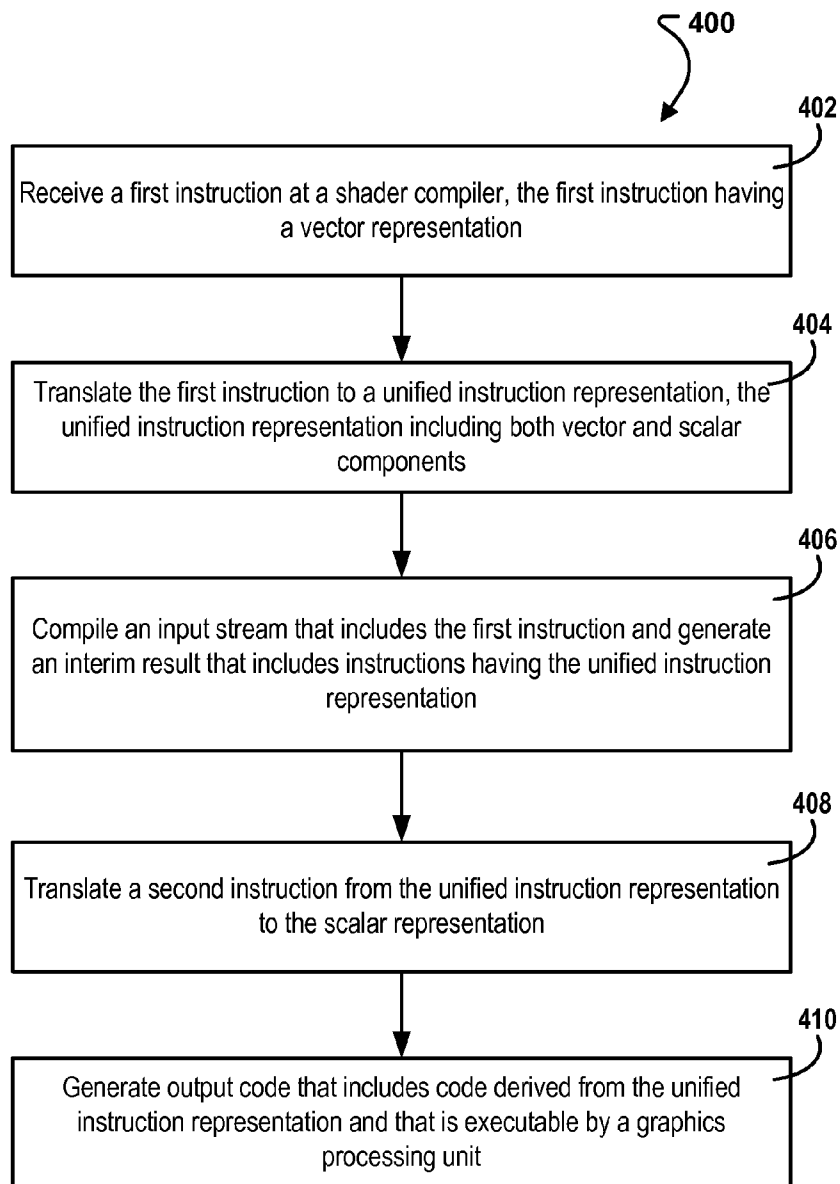 400
402
Receive a first instruction at a shader compiler, the first instruction having
a vector representation
404
Translate the first instruction to a unified instruction representation, the
unified instruction representation including both vector and scalar
components
406
Compile an input stream that includes the first instruction and generate
an interim result that includes instructions having the unified instruction
representation
408
Translate a second instruction from the unified instruction representation
to the scalar representation
410
Generate output code that includes code derived from the unified
instruction representation and that is executable by a graphics
processing unit